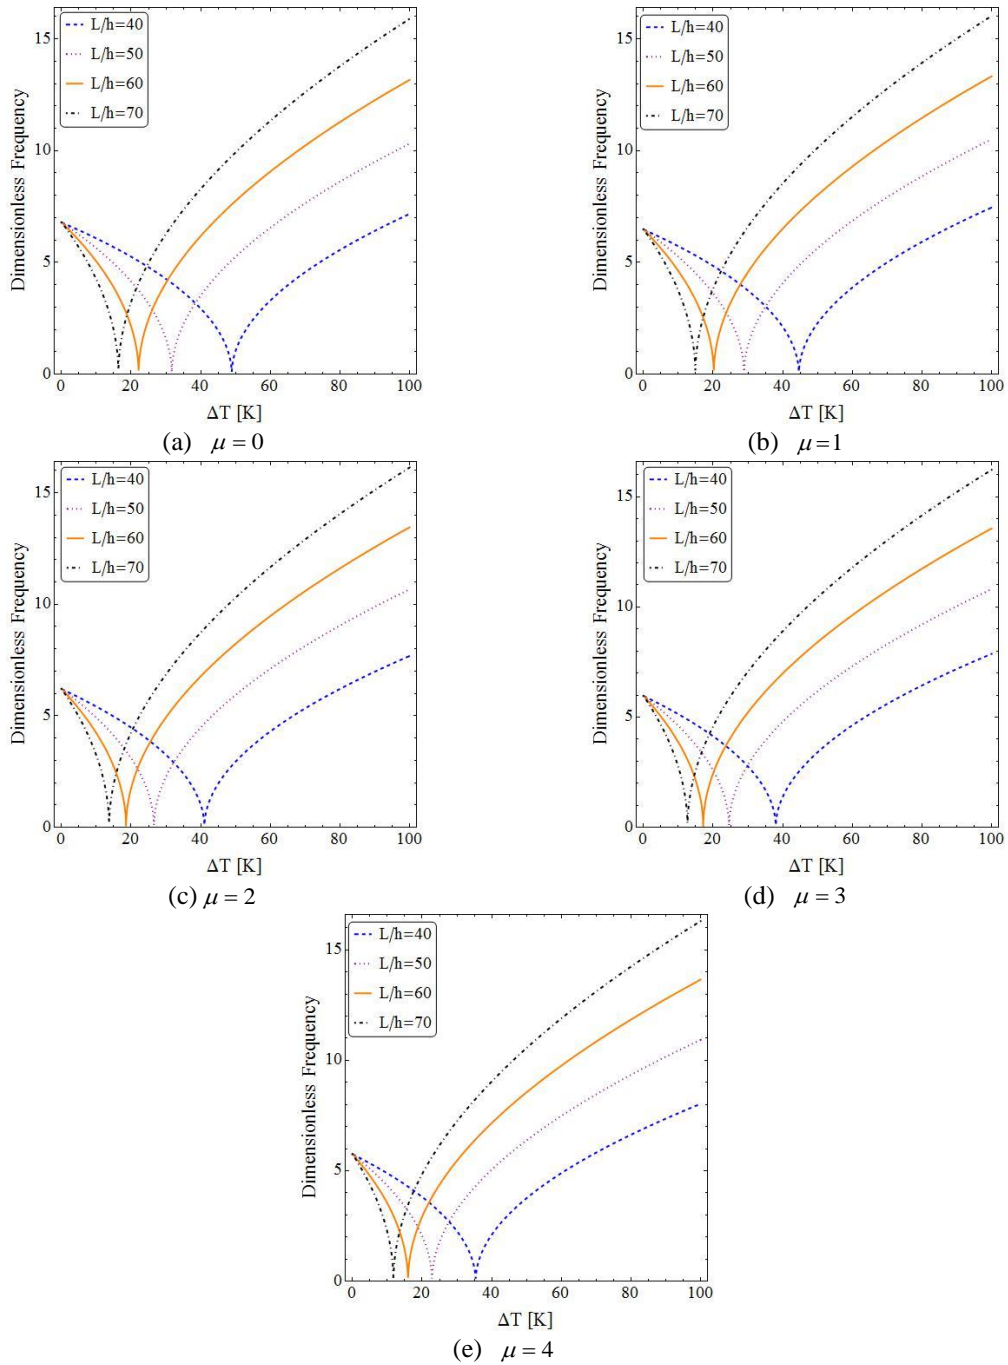 L/h=40
L/h=50
L/h=60
L/h=70
Dimensionless Frequency
15
10
5
0
0 20 40 60 80 100
ΔT [K]
(a) μ = 0
L/h=40
L/h=50
L/h=60
L/h=70
Dimensionless Frequency
15
10
5
0
0 20 40 60 80 100
ΔT [K]
(b) μ = 1
L/h=40
L/h=50
L/h=60
L/h=70
Dimensionless Frequency
15
10
5
0
0 20 40 60 80 100
ΔT [K]
(c) μ = 2
L/h=40
L/h=50
L/h=60
L/h=70
Dimensionless Frequency
15
10
5
0
0 20 40 60 80 100
ΔT [K]
(d) μ = 3
L/h=40
L/h=50
L/h=60
L/h=70
Dimensionless Frequency
15
10
5
0
0 20 40 60 80 100
ΔT [K]
(e) μ = 4